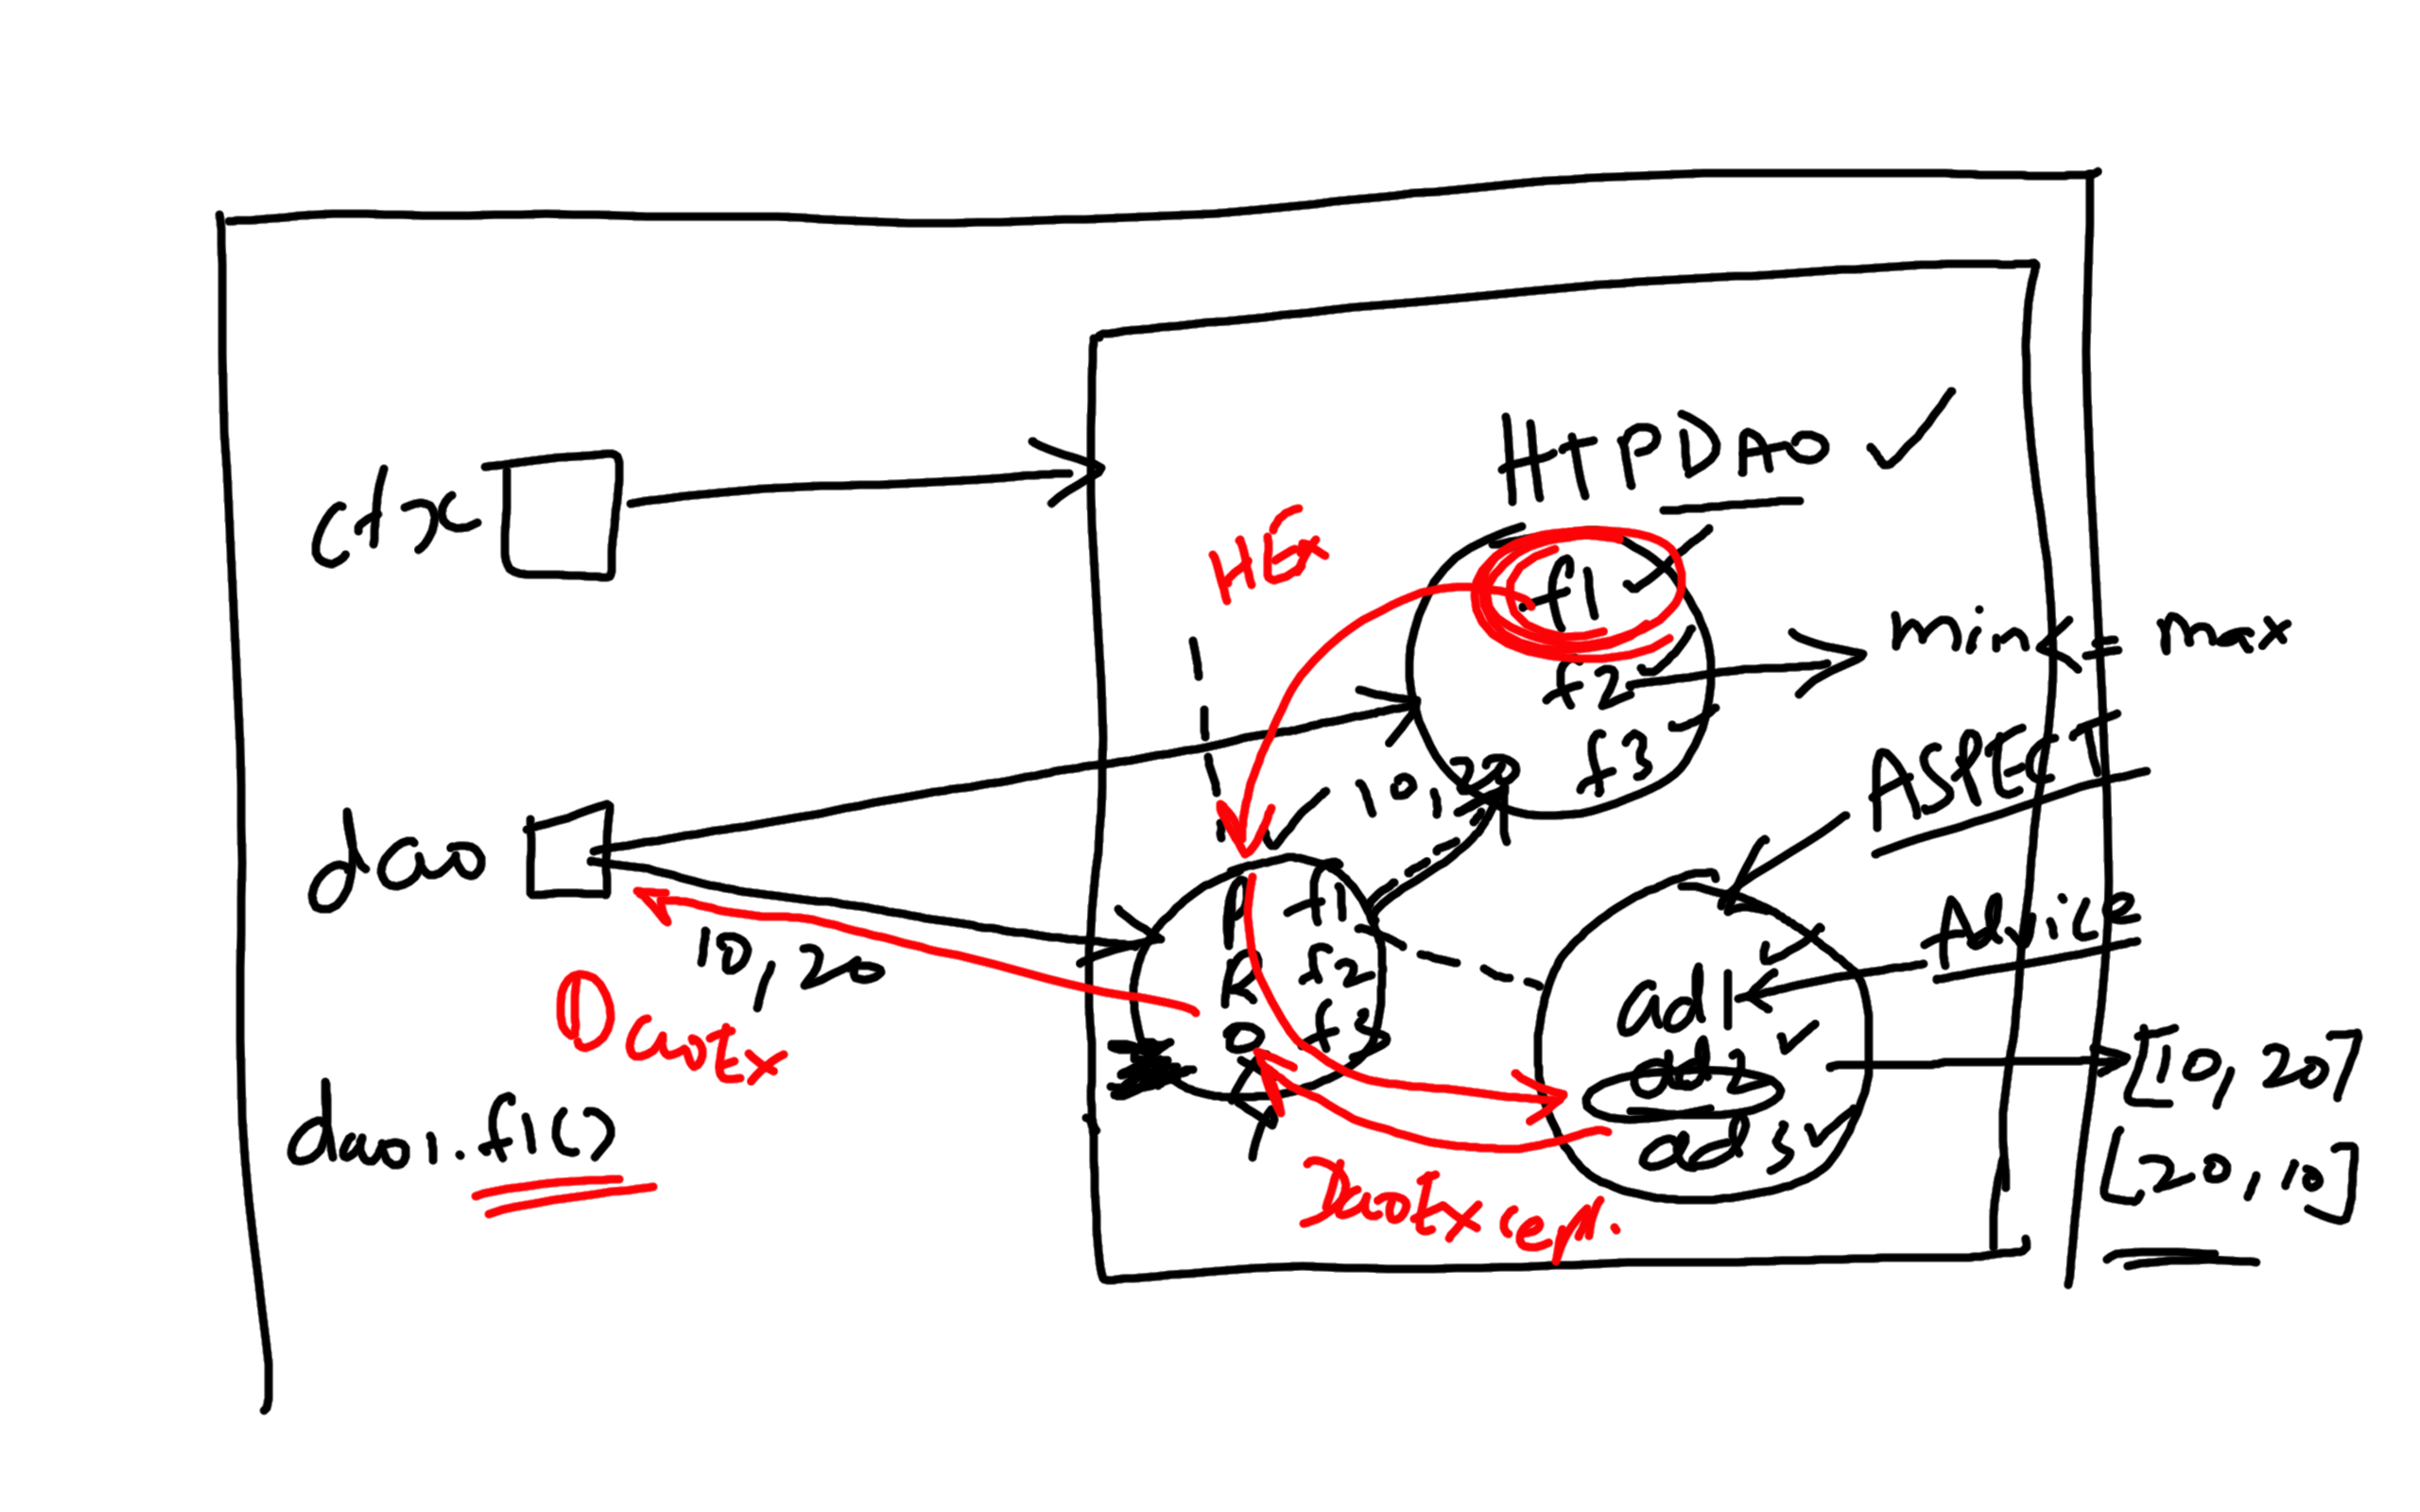 HTPDAO
ctx
HEx
f1
f2
f3
min <= max
ASPECT
10, 20
dao
10, 20
PROXY
f1
f2
f3
Advice
ad1
ad2
ad3
[10, 20]
[20, 10]
DaoEx
dao1.f1()
DaoExcept.